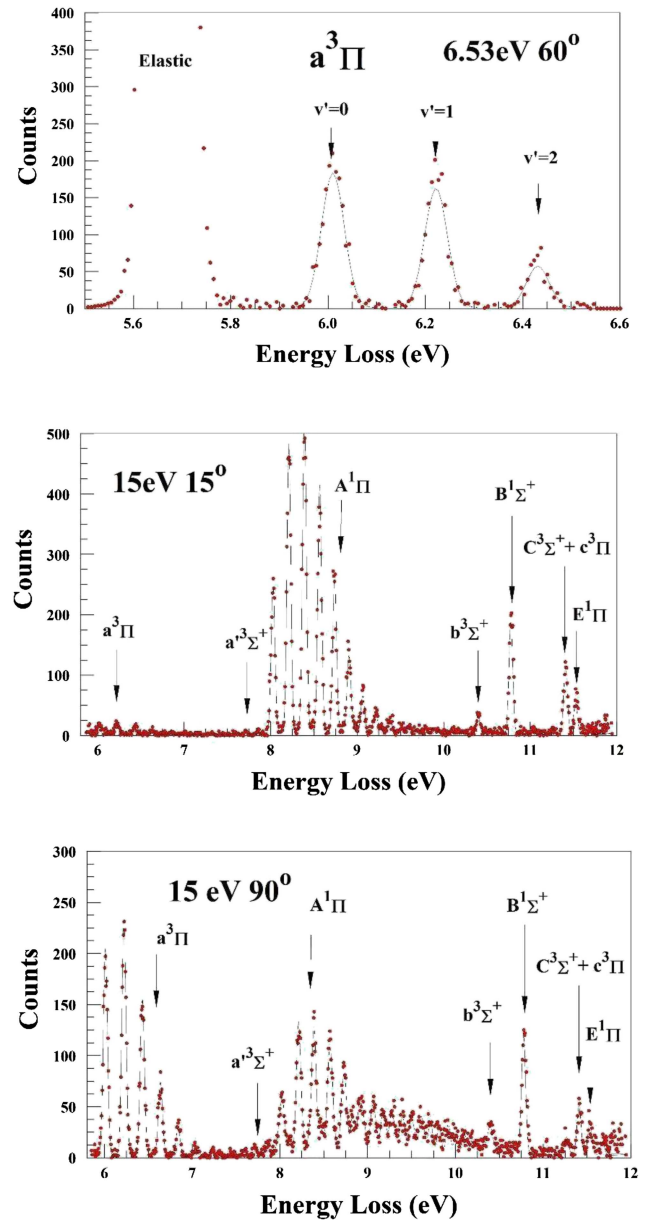 400
350
300
250
200
150
100
50
0
Counts
Elastic
a³Π
6.53eV 60°
v'=0
v'=1
v'=2
5.6 5.8 6.0 6.2 6.4 6.6
Energy Loss (eV)
500
400
300
200
100
0
Counts
15eV 15°
a³Π
a'³Σ⁺
A¹Π
b³Σ⁺
B¹Σ⁺
C³Σ⁺ + c³Π
E¹Π
6 7 8 9 10 11 12
Energy Loss (eV)
300
250
200
150
100
50
0
Counts
15 eV 90°
a³Π
a'³Σ⁺
A¹Π
b³Σ⁺
B¹Σ⁺
C³Σ⁺ + c³Π
E¹Π
6 7 8 9 10 11 12
Energy Loss (eV)